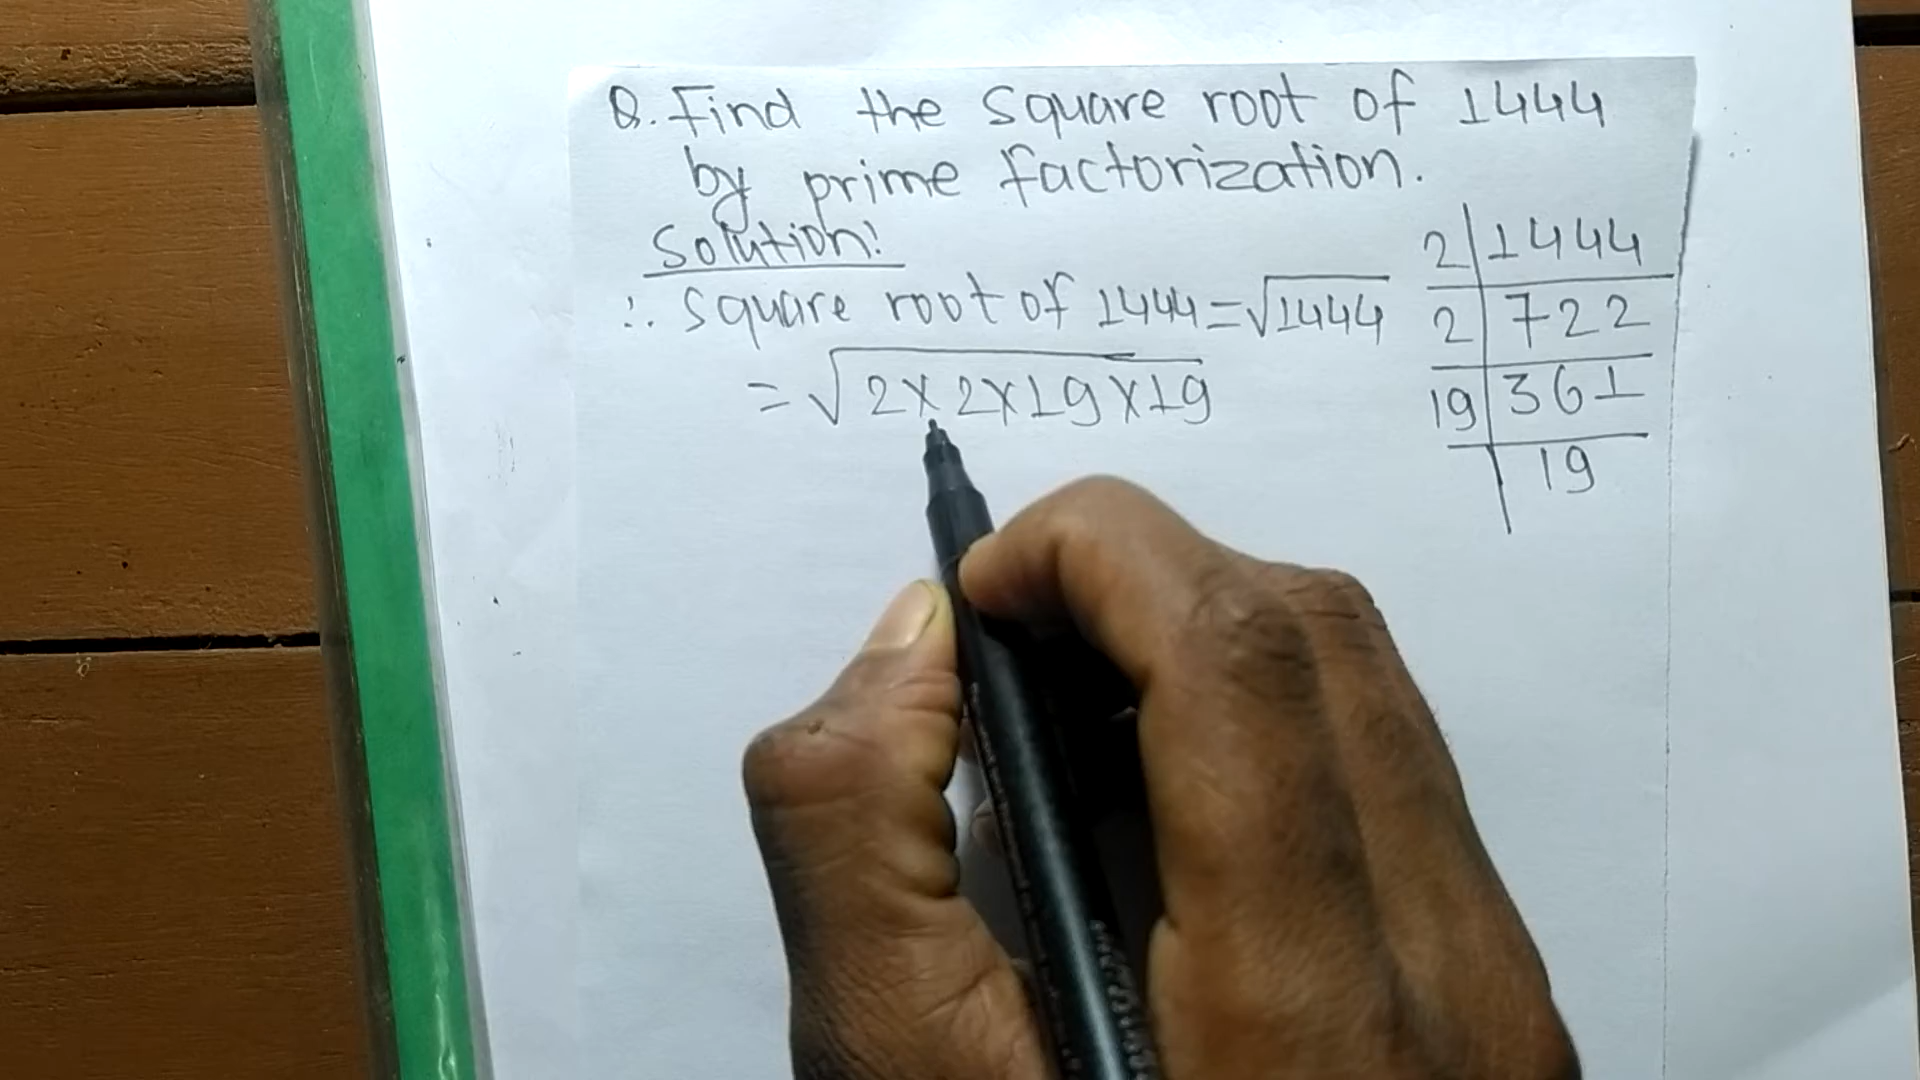 Q. Find the square root of 1444
by prime factorization.
Solution:
∴ square root of 1444 = √1444
= √2×2×19×19
2 | 1444
2 | 722
19 | 361
19